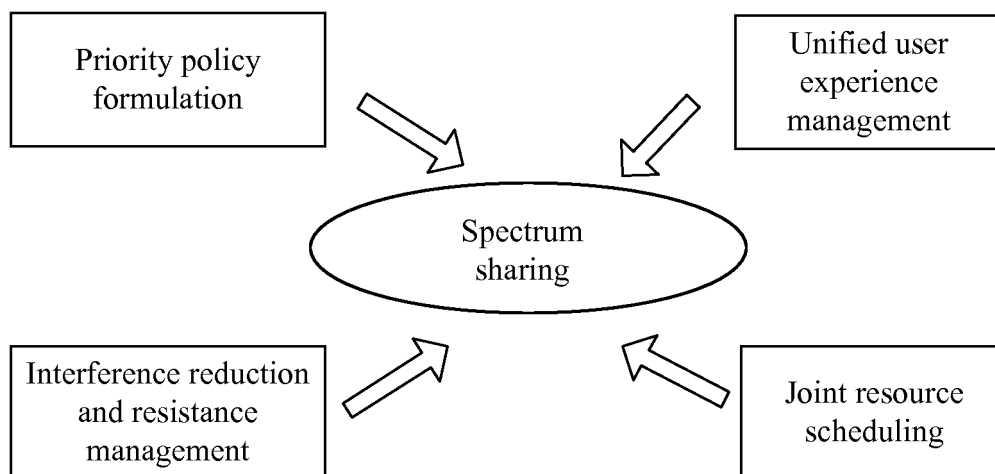 Priority policy
formulation
Unified user
experience
management
Spectrum
sharing
Interference reduction
and resistance
management
Joint resource
scheduling